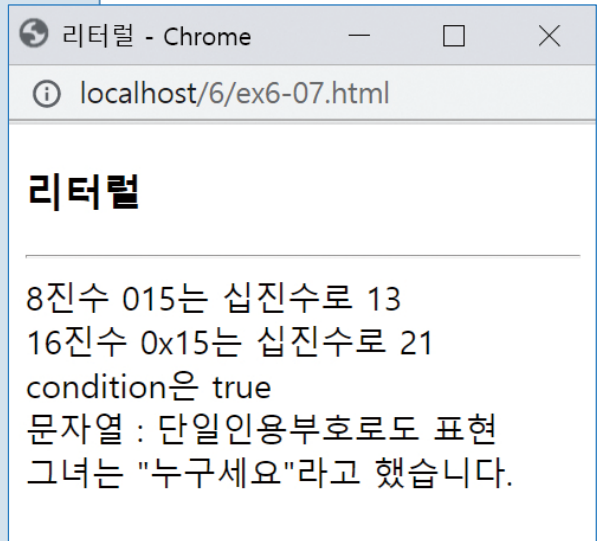 리터럴 - Chrome
localhost/6/ex6-07.html
리터럴
8진수 015는 십진수로 13
16진수 0x15는 십진수로 21
condition은 true
문자열 : 단일인용부호로도 표현
그녀는 "누구세요"라고 했습니다.